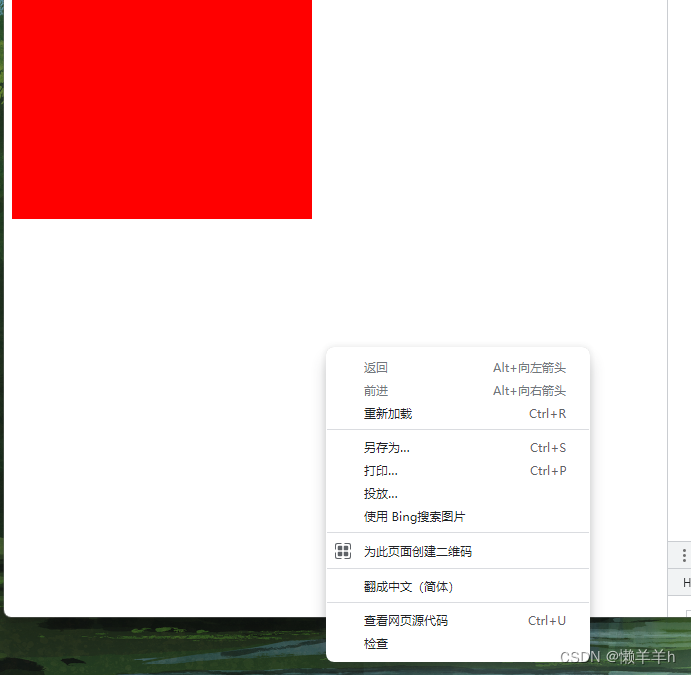 返回 Alt+向左箭头
前进 Alt+向右箭头
重新加载 Ctrl+R
另存为... Ctrl+S
打印... Ctrl+P
投放...
使用 Bing搜索图片
为此页面创建二维码
翻成中文（简体）
H
查看网页源代码 Ctrl+U
检查
CSDN @懒羊羊h